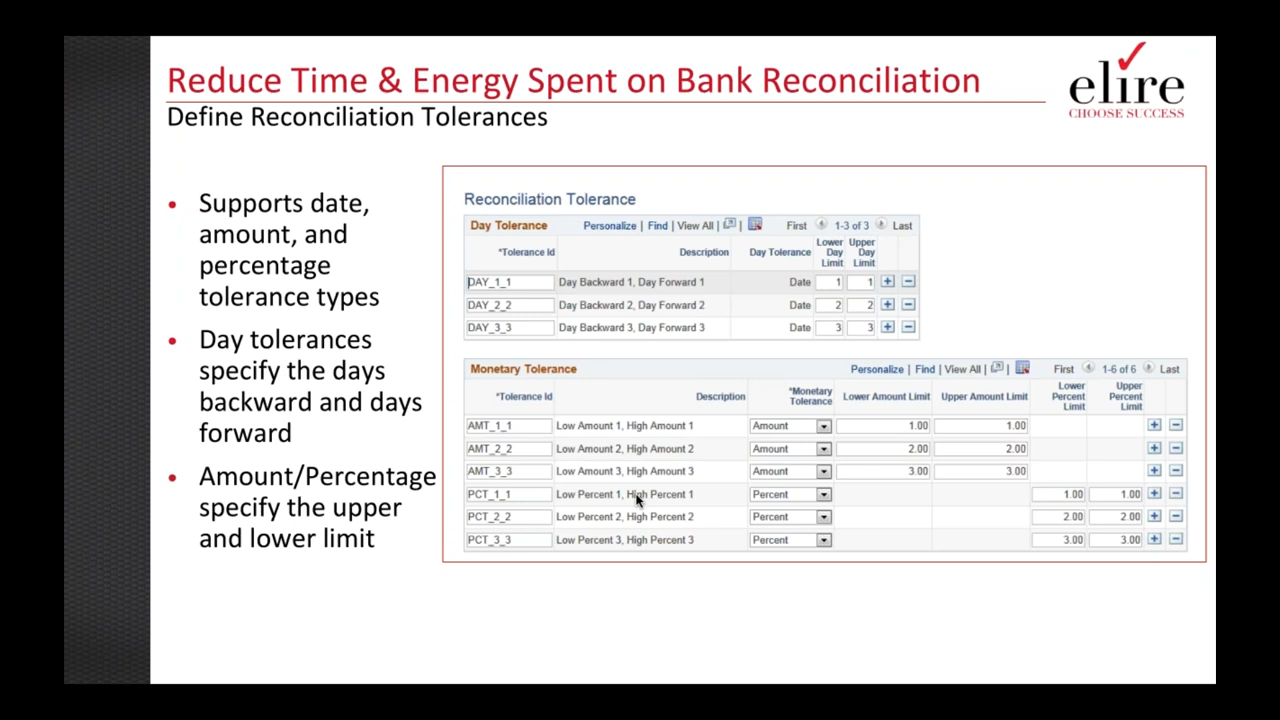 Reduce Time & Energy Spent on Bank Reconciliation
Define Reconciliation Tolerances
elire
CHOOSE SUCCESS
• Supports date,
amount, and
percentage
tolerance types
• Day tolerances
specify the days
backward and days
forward
• Amount/Percentage
specify the upper
and lower limit
Reconciliation Tolerance
Day Tolerance Personalize | Find | View All | | First 1-3 of 3 Last
*Tolerance Id Description Day Tolerance Lower Day Limit Upper Day Limit
DAY_1_1 Day Backward 1, Day Forward 1 Date 1 1 + −
DAY_2_2 Day Backward 2, Day Forward 2 Date 2 2 + −
DAY_3_3 Day Backward 3, Day Forward 3 Date 3 3 + −
Monetary Tolerance Personalize | Find | View All | | First 1-6 of 6 Last
*Tolerance Id Description *Monetary Tolerance Lower Amount Limit Upper Amount Limit Lower Percent Limit Upper Percent Limit
AMT_1_1 Low Amount 1, High Amount 1 Amount 1.00 1.00 + −
AMT_2_2 Low Amount 2, High Amount 2 Amount 2.00 2.00 + −
AMT_3_3 Low Amount 3, High Amount 3 Amount 3.00 3.00 + −
PCT_1_1 Low Percent 1, High Percent 1 Percent 1.00 1.00 + −
PCT_2_2 Low Percent 2, High Percent 2 Percent 2.00 2.00 + −
PCT_3_3 Low Percent 3, High Percent 3 Percent 3.00 3.00 + −